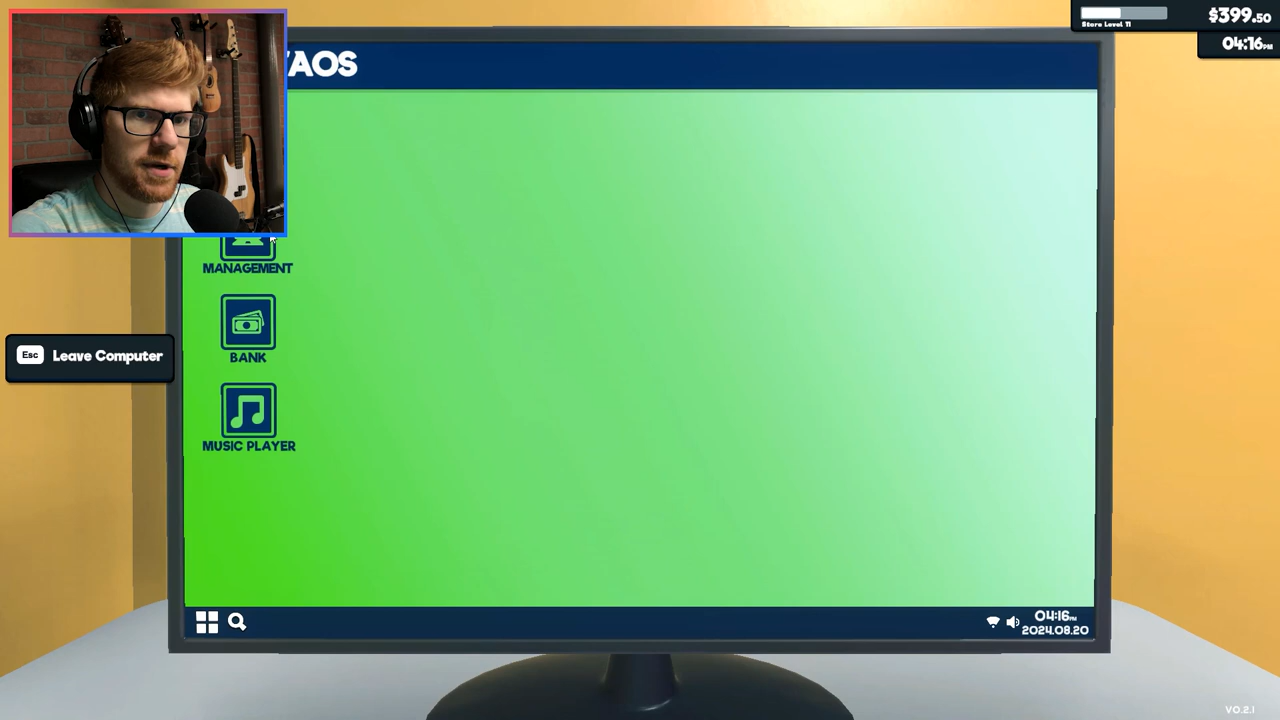 $399.50
Store Level 11
04:16PM
AOS
MANAGEMENT
BANK
Esc Leave Computer
MUSIC PLAYER
04:16PM
2024.08.20
V0.2.1